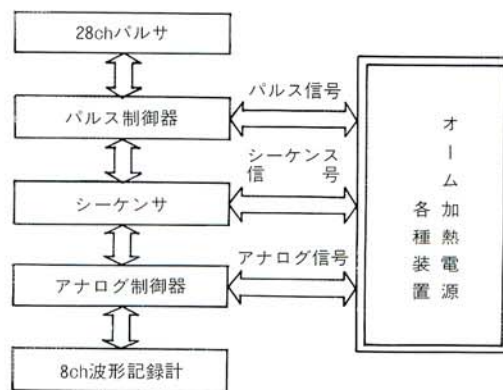 28chパルサ
パルス制御器
シーケンサ
アナログ制御器
8ch波形記録計
パルス信号
シーケンス
信号
アナログ信号
オーム加熱電源
各種装置